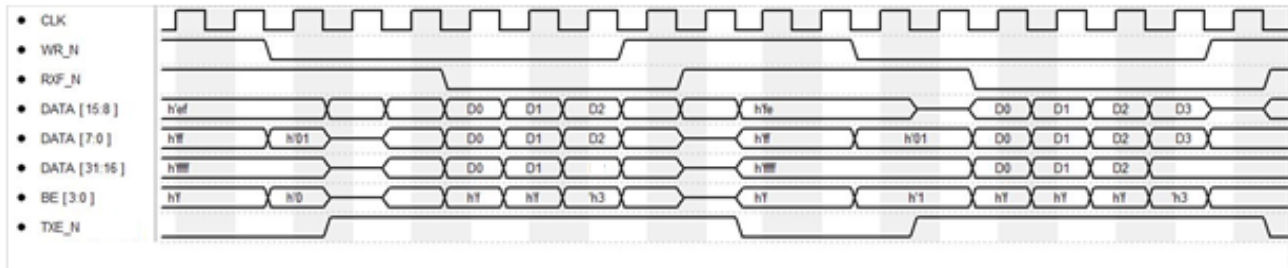 CLK
WR_N
RXF_N
DATA [15:8] h'ef D0 D1 D2 h'fe D0 D1 D2 D3
DATA [7:0] h'ff h'01 D0 D1 D2 h'ff h'01 D0 D1 D2 D3
DATA [31:16] h'ffff D0 D1 h'ffff D0 D1 D2
BE [3:0] h'f h'0 h'f h'f 'h3 h'f h'1 h'f h'f h'f 'h3
TXE_N